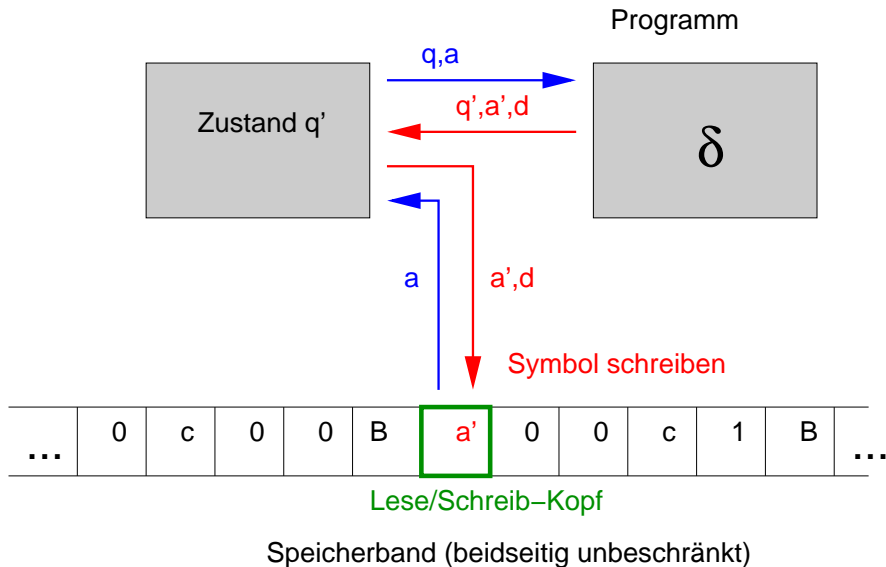 Programm
q,a
Zustand q’
q’,a’,d
δ
a
a’,d
Symbol schreiben
... 0 c 0 0 B a’ 0 0 c 1 B ...
Lese/Schreib−Kopf
Speicherband (beidseitig unbeschränkt)